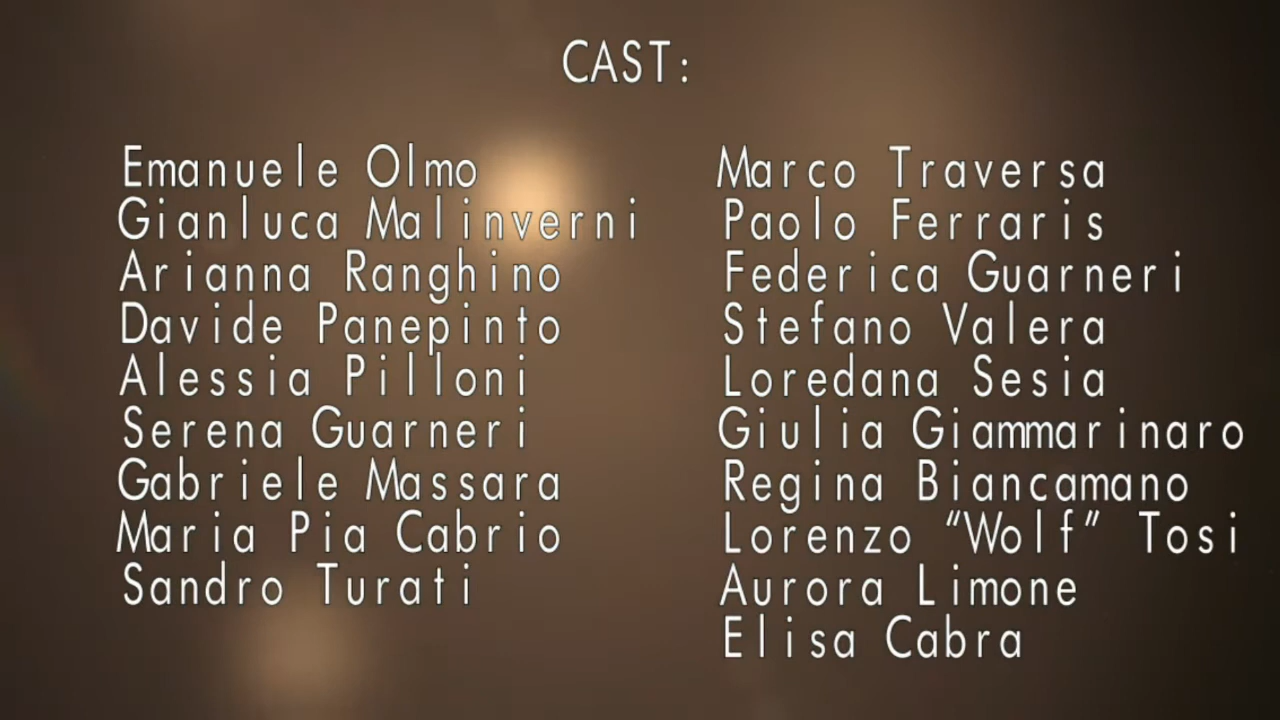 CAST:
Emanuele Olmo
Gianluca Malinverni
Arianna Ranghino
Davide Panepinto
Alessia Pilloni
Serena Guarneri
Gabriele Massara
Maria Pia Cabrio
Sandro Turati
Marco Traversa
Paolo Ferraris
Federica Guarneri
Stefano Valera
Loredana Sesia
Giulia Giammarinaro
Regina Biancamano
Lorenzo “Wolf” Tosi
Aurora Limone
Elisa Cabra